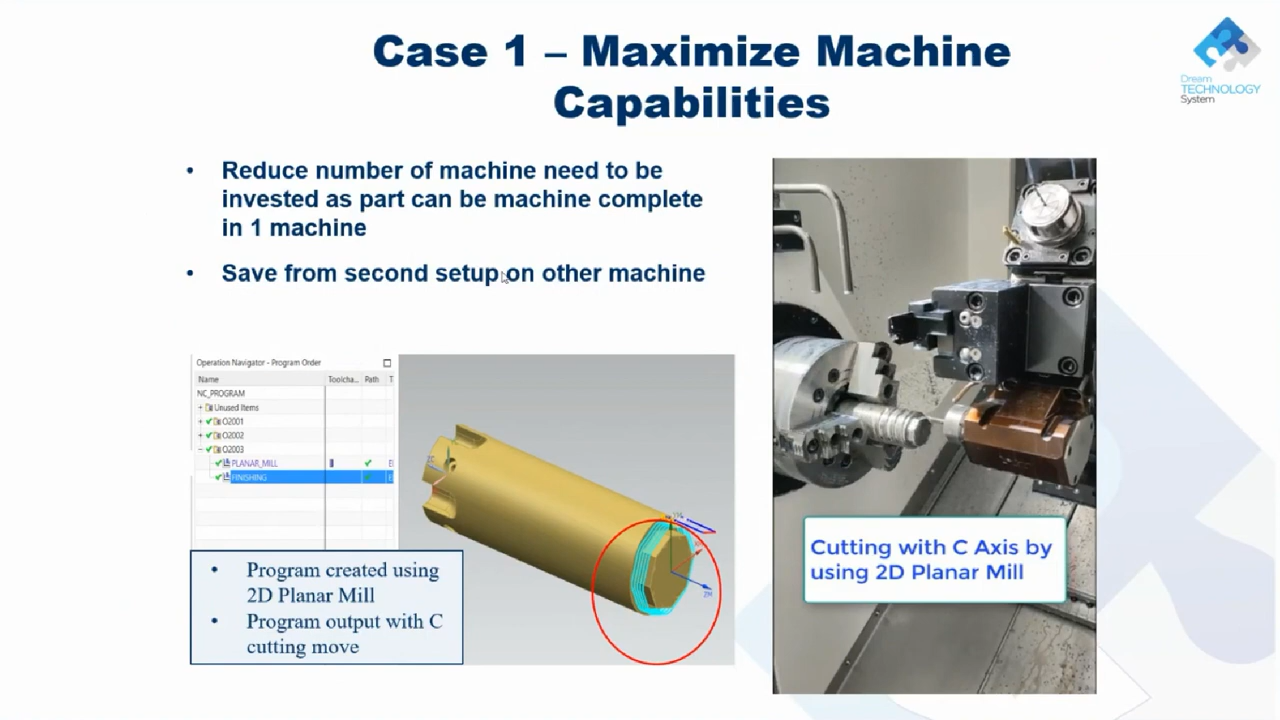 Case 1 – Maximize Machine
Capabilities
Dream
TECHNOLOGY
System
• Reduce number of machine need to be
invested as part can be machine complete
in 1 machine
• Save from second setup on other machine
Operation Navigator - Program Order
Name Toolcha... Path
NC_PROGRAM
Unused Items
O2001
O2002
O2003
PLANAR_MILL
FINISHING
• Program created using
2D Planar Mill
• Program output with C
cutting move
Cutting with C Axis by
using 2D Planar Mill